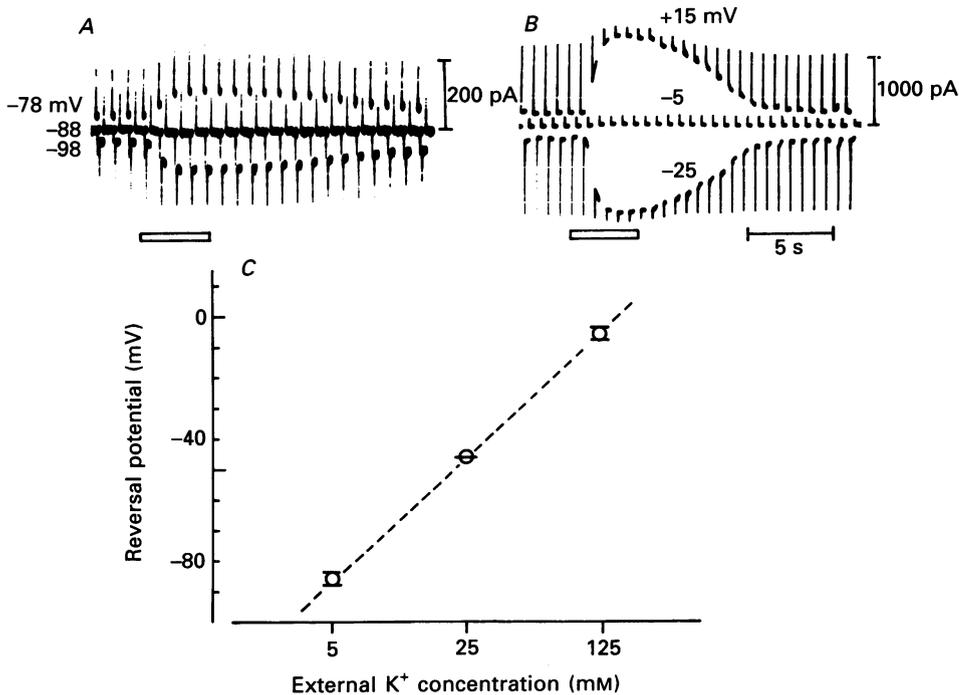 A
−78 mV
−88
−98
200 pA
B
+15 mV
−5
−25
1000 pA
5 s
C
Reversal potential (mV)
0
−40
−80
5
25
125
External K⁺ concentration (mM)